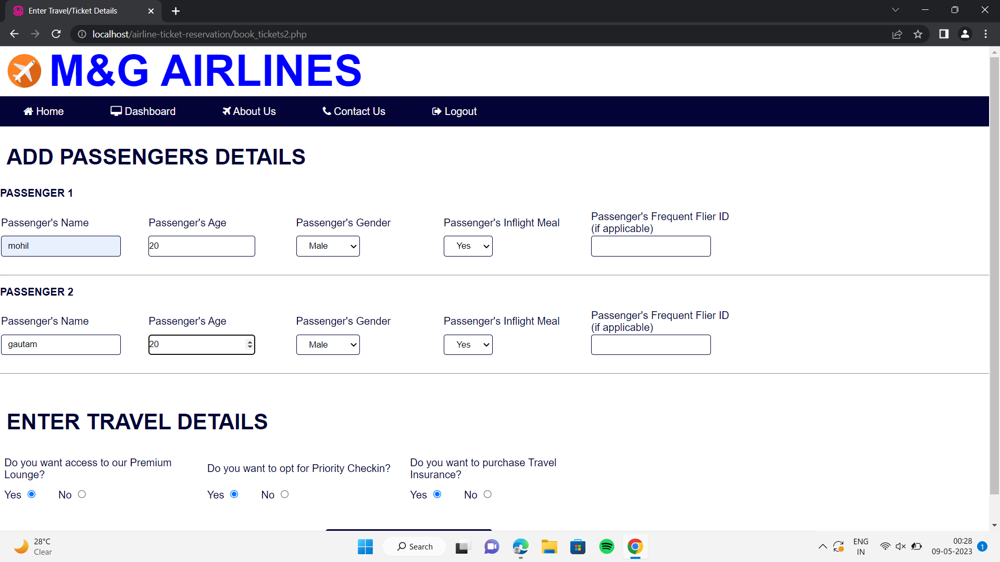 Enter Travel/Ticket Details
localhost/airline-ticket-reservation/book_tickets2.php
M&G AIRLINES
Home Dashboard About Us Contact Us Logout
ADD PASSENGERS DETAILS
PASSENGER 1
Passenger's Name Passenger's Age Passenger's Gender Passenger's Inflight Meal Passenger's Frequent Flier ID
(if applicable)
mohil 20 Male Yes
PASSENGER 2
Passenger's Name Passenger's Age Passenger's Gender Passenger's Inflight Meal Passenger's Frequent Flier ID
(if applicable)
gautam 20 Male Yes
ENTER TRAVEL DETAILS
Do you want access to our Premium
Lounge?
Do you want to opt for Priority Checkin?
Do you want to purchase Travel
Insurance?
Yes No Yes No Yes No
28°C
Clear
Search
ENG
IN
00:28
09-05-2023
1